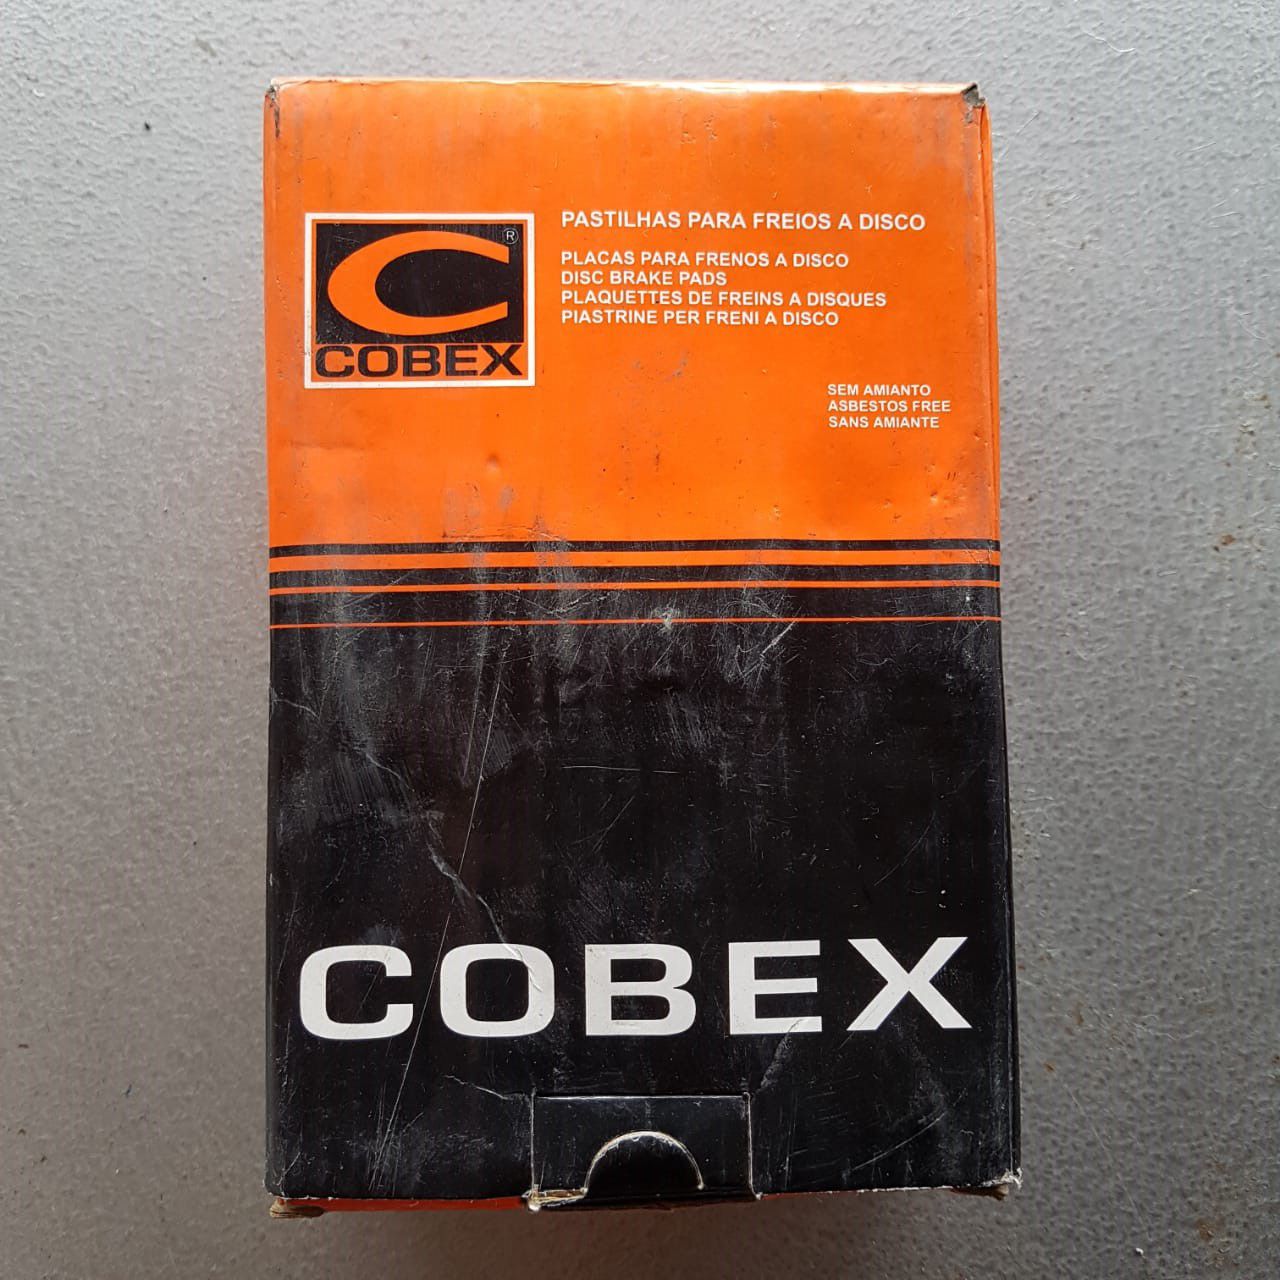 C®
COBEX
PASTILHAS PARA FREIOS A DISCO
PLACAS PARA FRENOS A DISCO
DISC BRAKE PADS
PLAQUETTES DE FREINS A DISQUES
PIASTRINE PER FRENI A DISCO
SEM AMIANTO
ASBESTOS FREE
SANS AMIANTE
COBEX